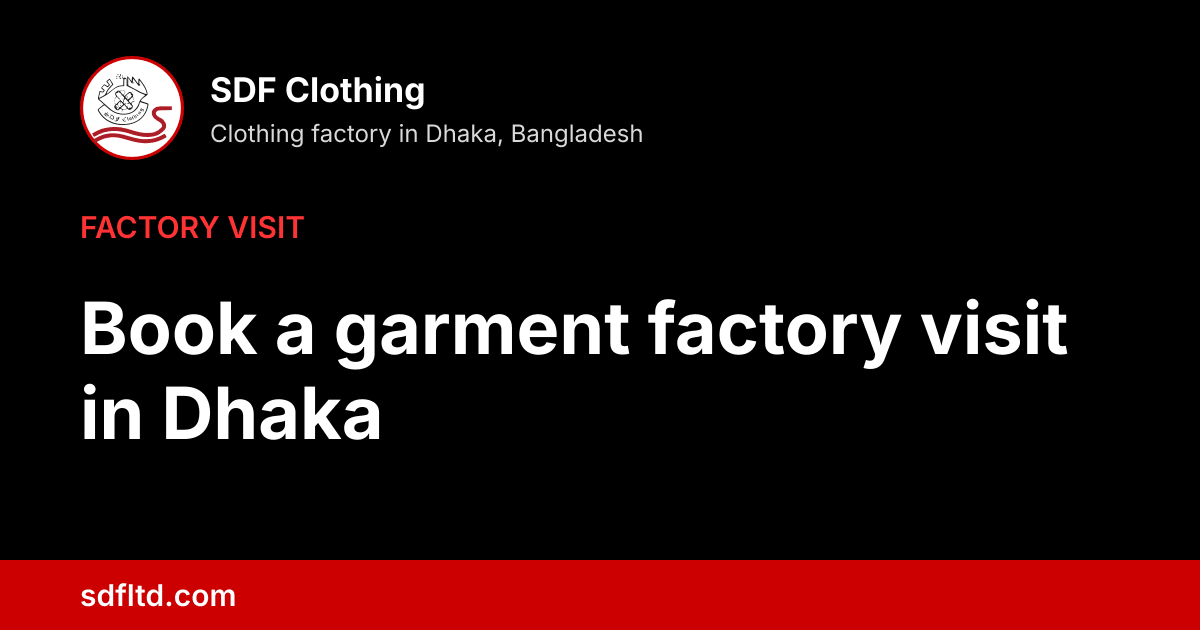 SDF Clothing
Clothing factory in Dhaka, Bangladesh
FACTORY VISIT
Book a garment factory visit
in Dhaka
sdfltd.com